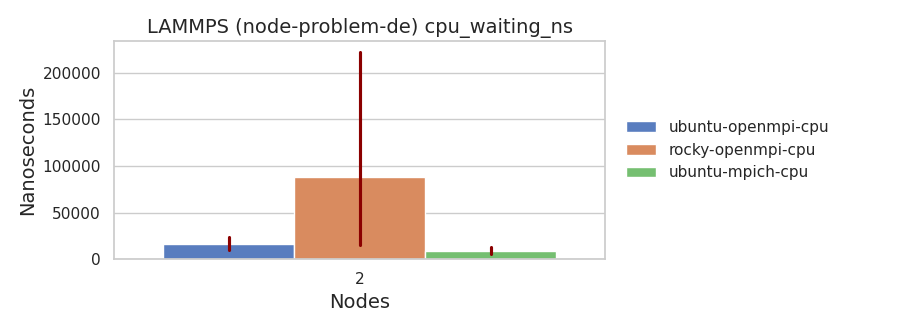 LAMMPS (node-problem-de) cpu_waiting_ns
Nanoseconds
200000
150000
100000
50000
0
2
Nodes
ubuntu-openmpi-cpu
rocky-openmpi-cpu
ubuntu-mpich-cpu